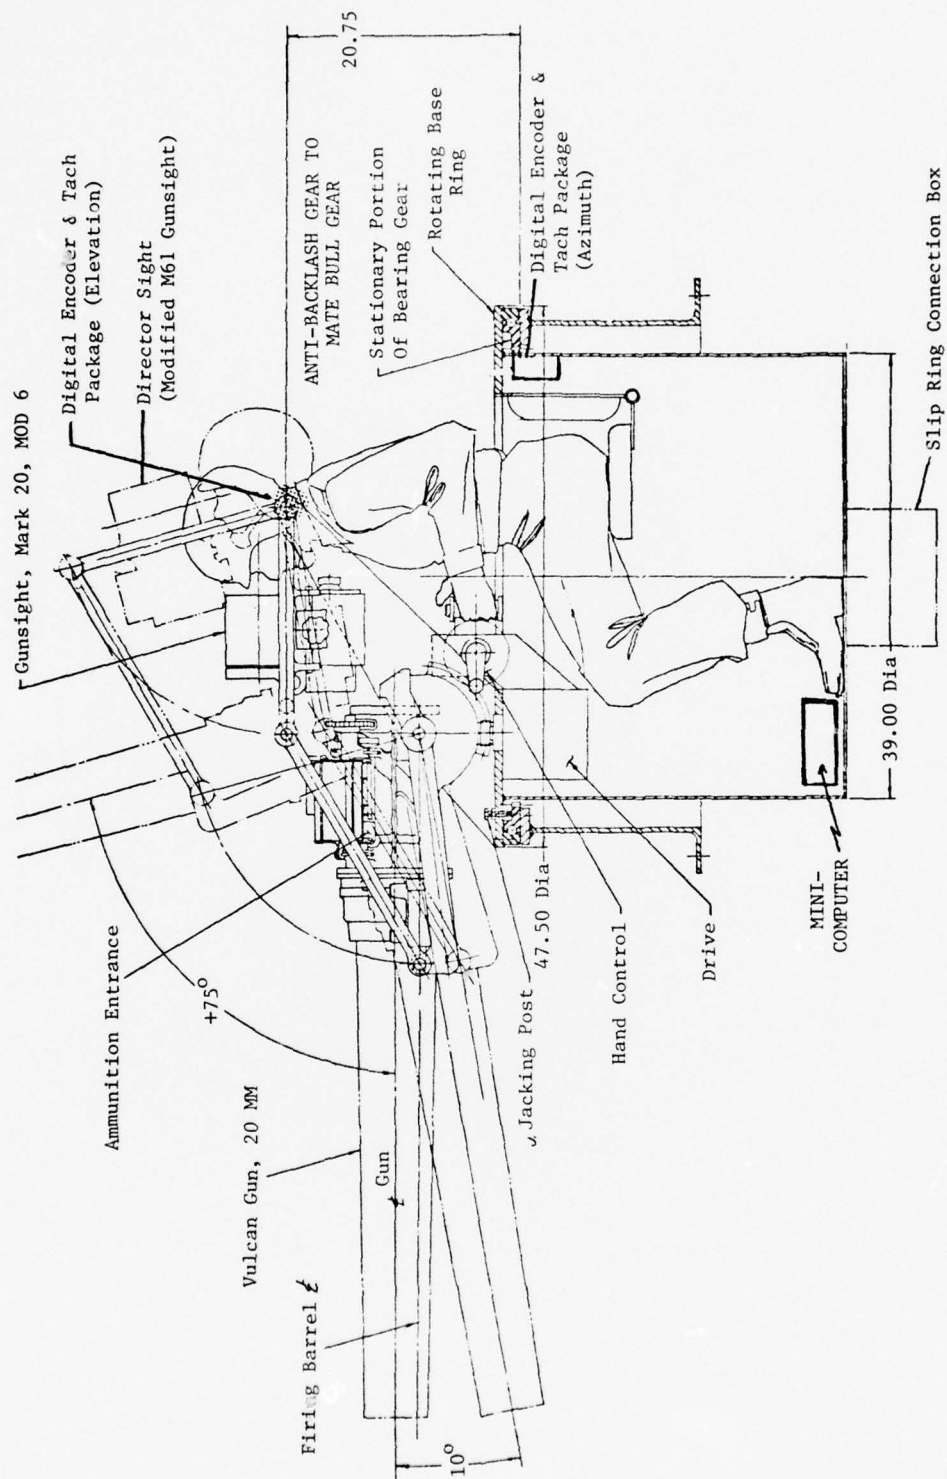 Gunsight, Mark 20, MOD 6
Digital Encoder & Tach
Package (Elevation)
Director Sight
(Modified M61 Gunsight)
20.75
ANTI-BACKLASH GEAR TO
MATE BULL GEAR
Stationary Portion
Of Bearing Gear
Rotating Base
Ring
Digital Encoder &
Tach Package
(Azimuth)
Slip Ring Connection Box
39.00 Dia
MINI-
COMPUTER
Drive
Hand Control
47.50 Dia
Jacking Post
Ammunition Entrance
+75°
Vulcan Gun, 20 MM
Gun
Firing Barrel ℄
10°